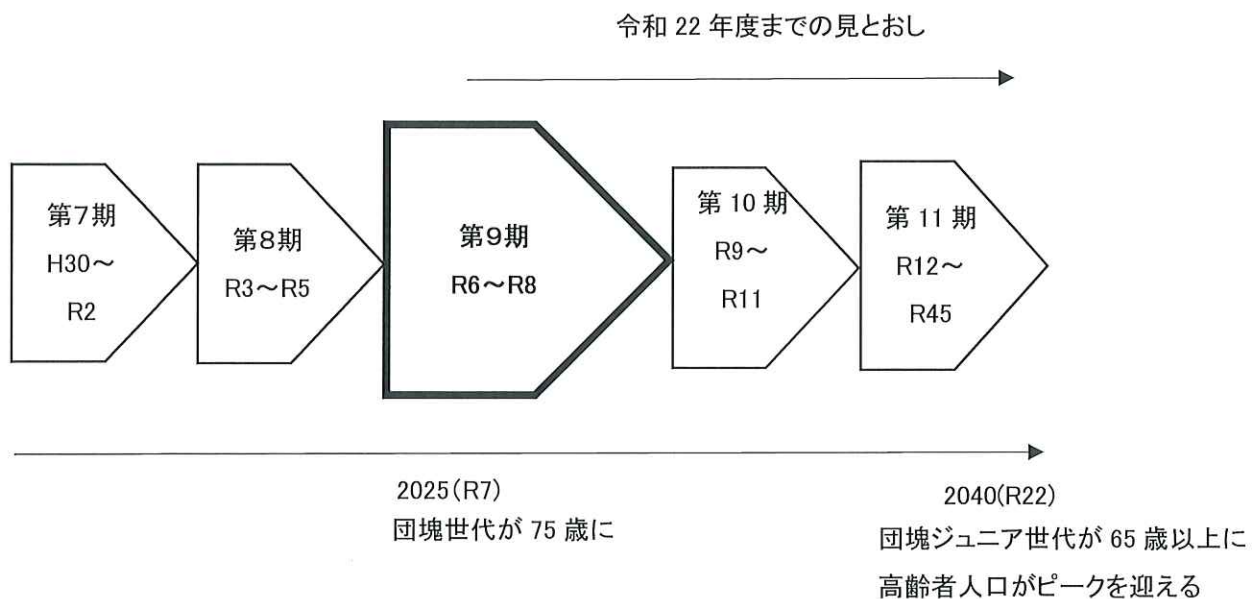 令和 22 年度までの見とおし
第7期
H30～
R2
第8期
R3～R5
第9期
R6～R8
第 10 期
R9～
R11
第 11 期
R12～
R45
2025(R7)
団塊世代が 75 歳に
2040(R22)
団塊ジュニア世代が 65 歳以上に
高齢者人口がピークを迎える